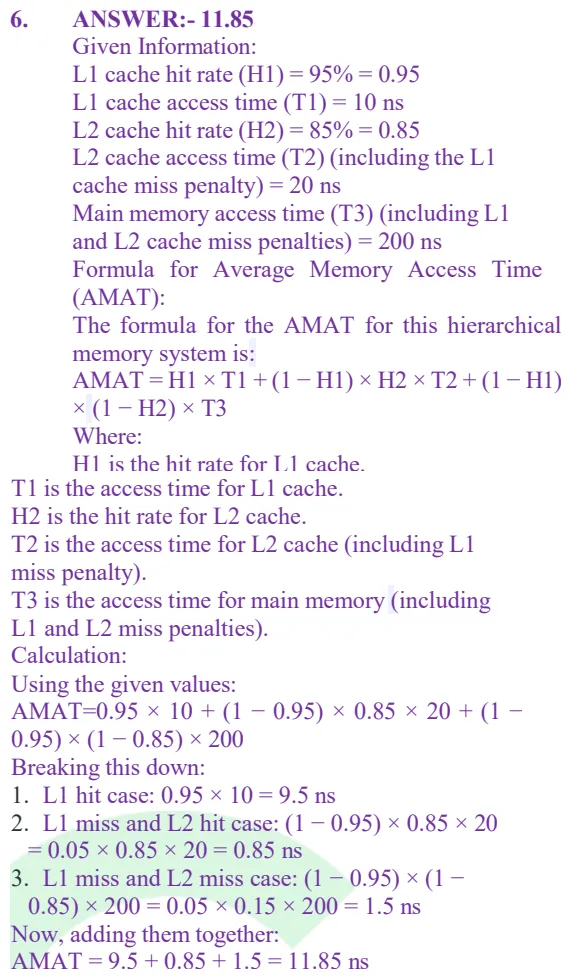 6. ANSWER:- 11.85
Given Information:
L1 cache hit rate (H1) = 95% = 0.95
L1 cache access time (T1) = 10 ns
L2 cache hit rate (H2) = 85% = 0.85
L2 cache access time (T2) (including the L1
cache miss penalty) = 20 ns
Main memory access time (T3) (including L1
and L2 cache miss penalties) = 200 ns
Formula for Average Memory Access Time
(AMAT):
The formula for the AMAT for this hierarchical
memory system is:
AMAT = H1 × T1 + (1 − H1) × H2 × T2 + (1 − H1)
× (1 − H2) × T3
Where:
H1 is the hit rate for L1 cache.
T1 is the access time for L1 cache.
H2 is the hit rate for L2 cache.
T2 is the access time for L2 cache (including L1
miss penalty).
T3 is the access time for main memory (including
L1 and L2 miss penalties).
Calculation:
Using the given values:
AMAT=0.95 × 10 + (1 − 0.95) × 0.85 × 20 + (1 −
0.95) × (1 − 0.85) × 200
Breaking this down:
1. L1 hit case: 0.95 × 10 = 9.5 ns
2. L1 miss and L2 hit case: (1 − 0.95) × 0.85 × 20
= 0.05 × 0.85 × 20 = 0.85 ns
3. L1 miss and L2 miss case: (1 − 0.95) × (1 −
0.85) × 200 = 0.05 × 0.15 × 200 = 1.5 ns
Now, adding them together:
AMAT = 9.5 + 0.85 + 1.5 = 11.85 ns